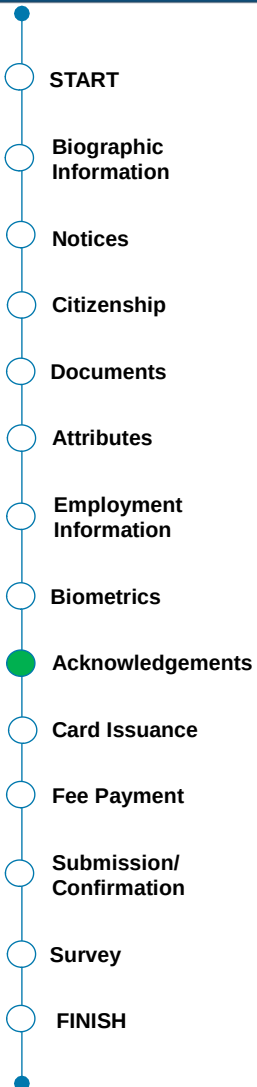 START
Biographic
Information
Notices
Citizenship
Documents
Attributes
Employment
Information
Biometrics
Acknowledgements
Card Issuance
Fee Payment
Submission/
Confirmation
Survey
FINISH